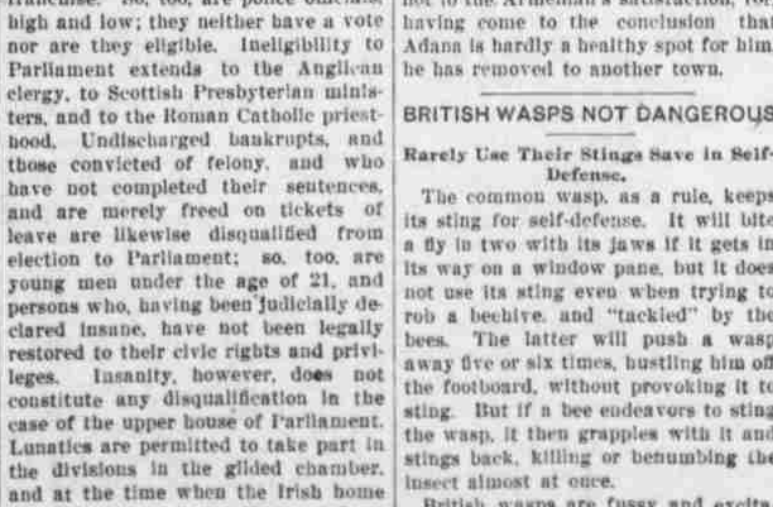 high and low; they neither have a vote
nor are they eligible. Ineligibility to
Parliament extends to the Anglican
clergy, to Scottish Presbyterian minis-
ters, and to the Roman Catholic priest-
hood. Undischarged bankrupts, and
those convicted of felony, and who
have not completed their sentences,
and are merely freed on tickets of
leave are likewise disqualified from
election to Parliament; so, too, are
young men under the age of 21, and
persons who, having been judicially de-
clared insane, have not been legally
restored to their civic rights and privi-
leges. Insanity, however, does not
constitute any disqualification in the
case of the upper house of Parliament.
Lunatics are permitted to take part in
the divisions in the gilded chamber,
and at the time when the Irish home
having come to the conclusion that
Adana is hardly a healthy spot for him,
he has removed to another town.
BRITISH WASPS NOT DANGEROUS
Rarely Use Their Stings Save in Self-
Defense.
The common wasp, as a rule, keeps
its sting for self-defense. It will bite
a fly in two with its jaws if it gets in
its way on a window pane, but it does
not use its sting even when trying to
rob a beehive, and "tackled" by the
bees. The latter will push a wasp
away five or six times, hustling him off
the footboard, without provoking it to
sting. But if a bee endeavors to sting
the wasp, it then grapples with it and
stings back, killing or benumbing the
insect almost at once.
British wasps are fussy and excita-